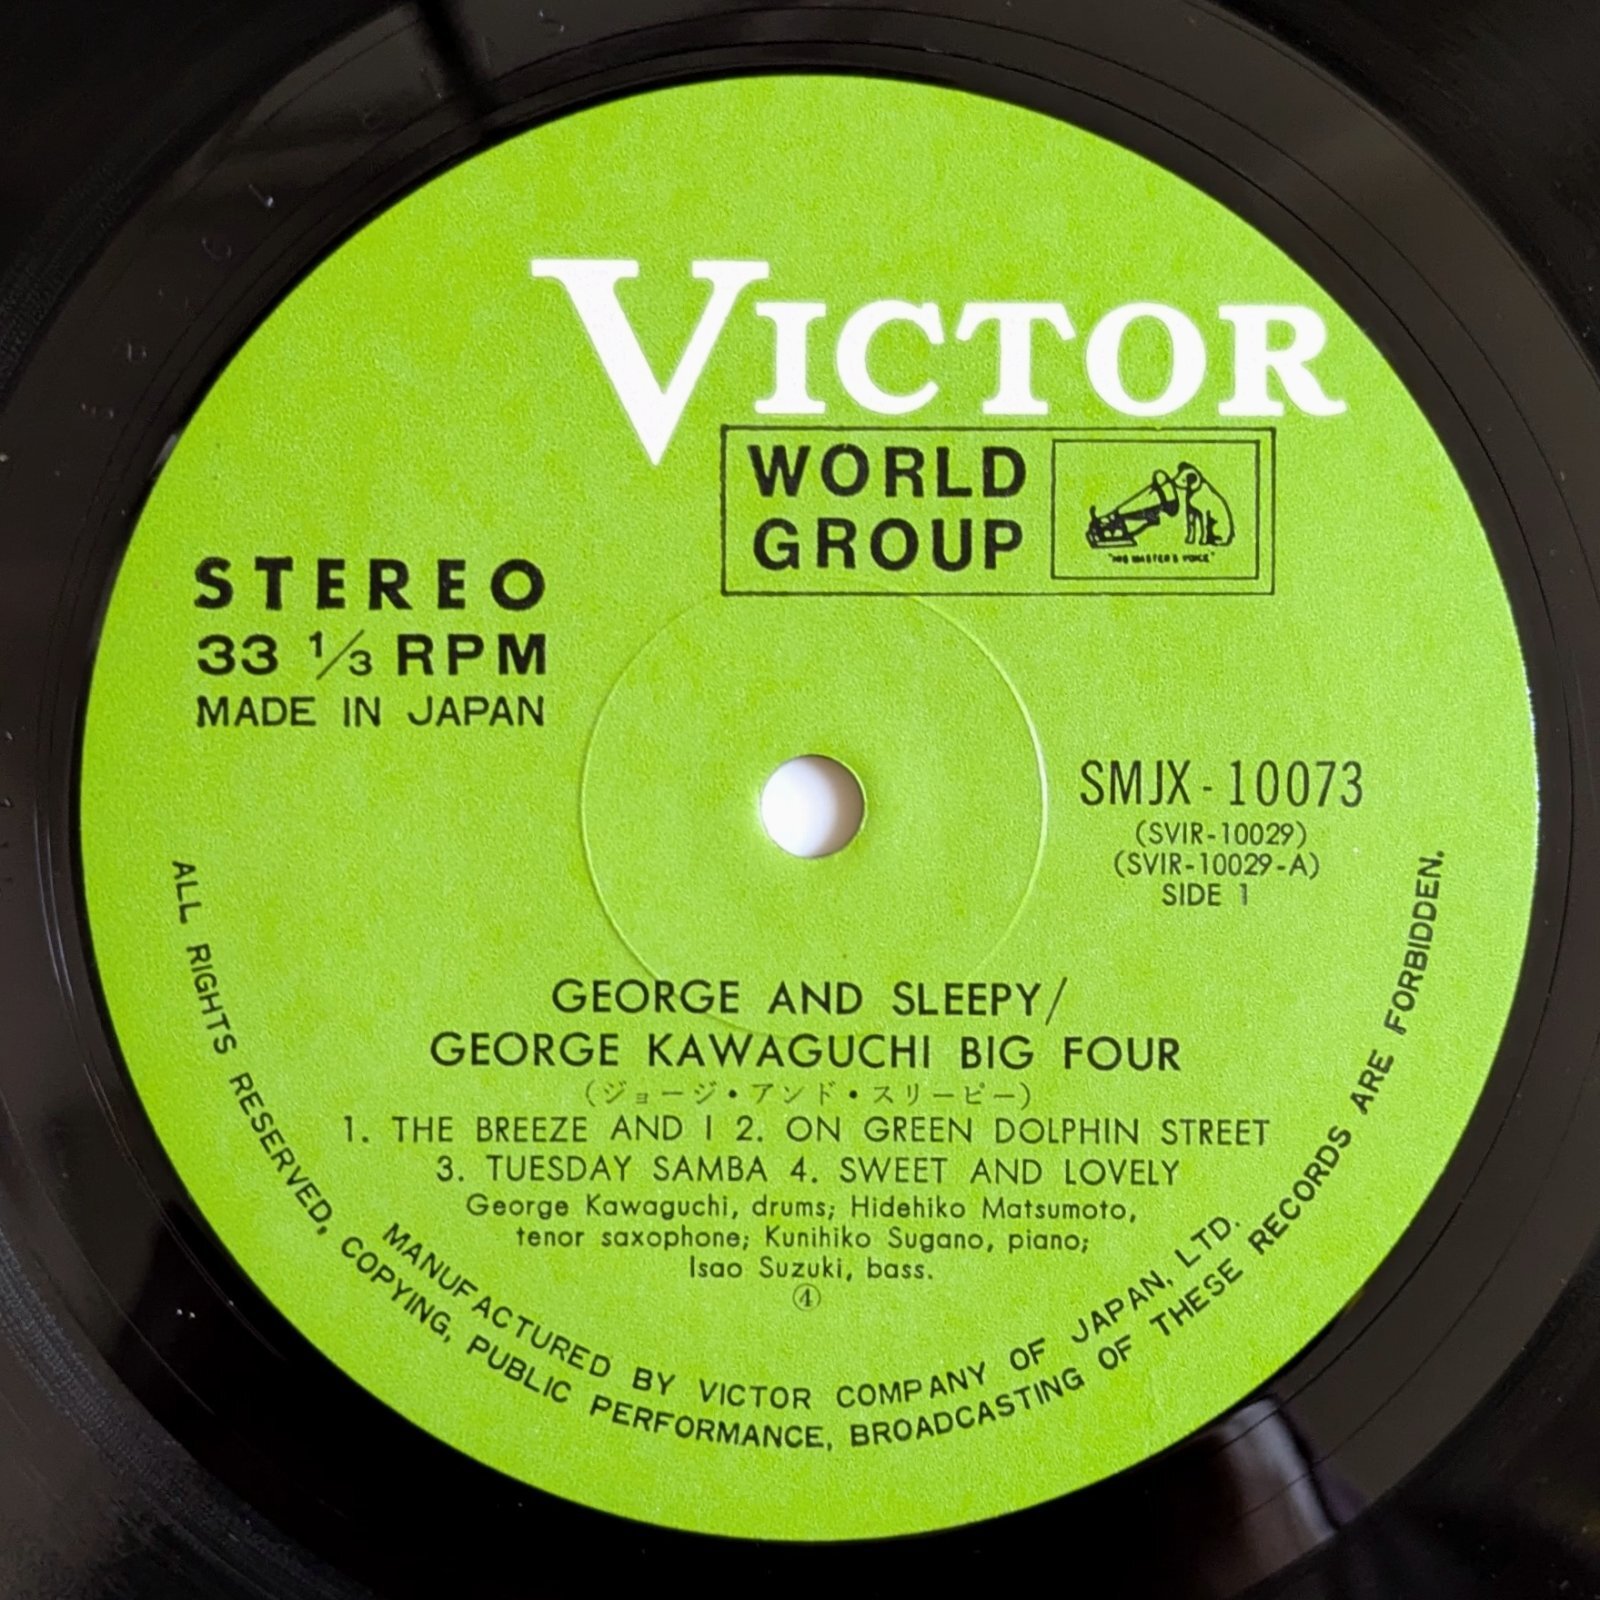 VICTOR
WORLD
GROUP
"HIS MASTER'S VOICE"
STEREO
33 1/3 RPM
MADE IN JAPAN
SMJX-10073
(SVIR-10029)
(SVIR-10029-A)
SIDE 1
GEORGE AND SLEEPY/
GEORGE KAWAGUCHI BIG FOUR
(ジョージ・アンド・スリーピー)
1. THE BREEZE AND I 2. ON GREEN DOLPHIN STREET
3. TUESDAY SAMBA 4. SWEET AND LOVELY
George Kawaguchi, drums; Hidehiko Matsumoto,
tenor saxophone; Kunihiko Sugano, piano;
Isao Suzuki, bass.
④
MANUFACTURED BY VICTOR COMPANY OF JAPAN, LTD.
ALL RIGHTS RESERVED, COPYING, PUBLIC PERFORMANCE, BROADCASTING OF THESE RECORDS ARE FORBIDDEN.